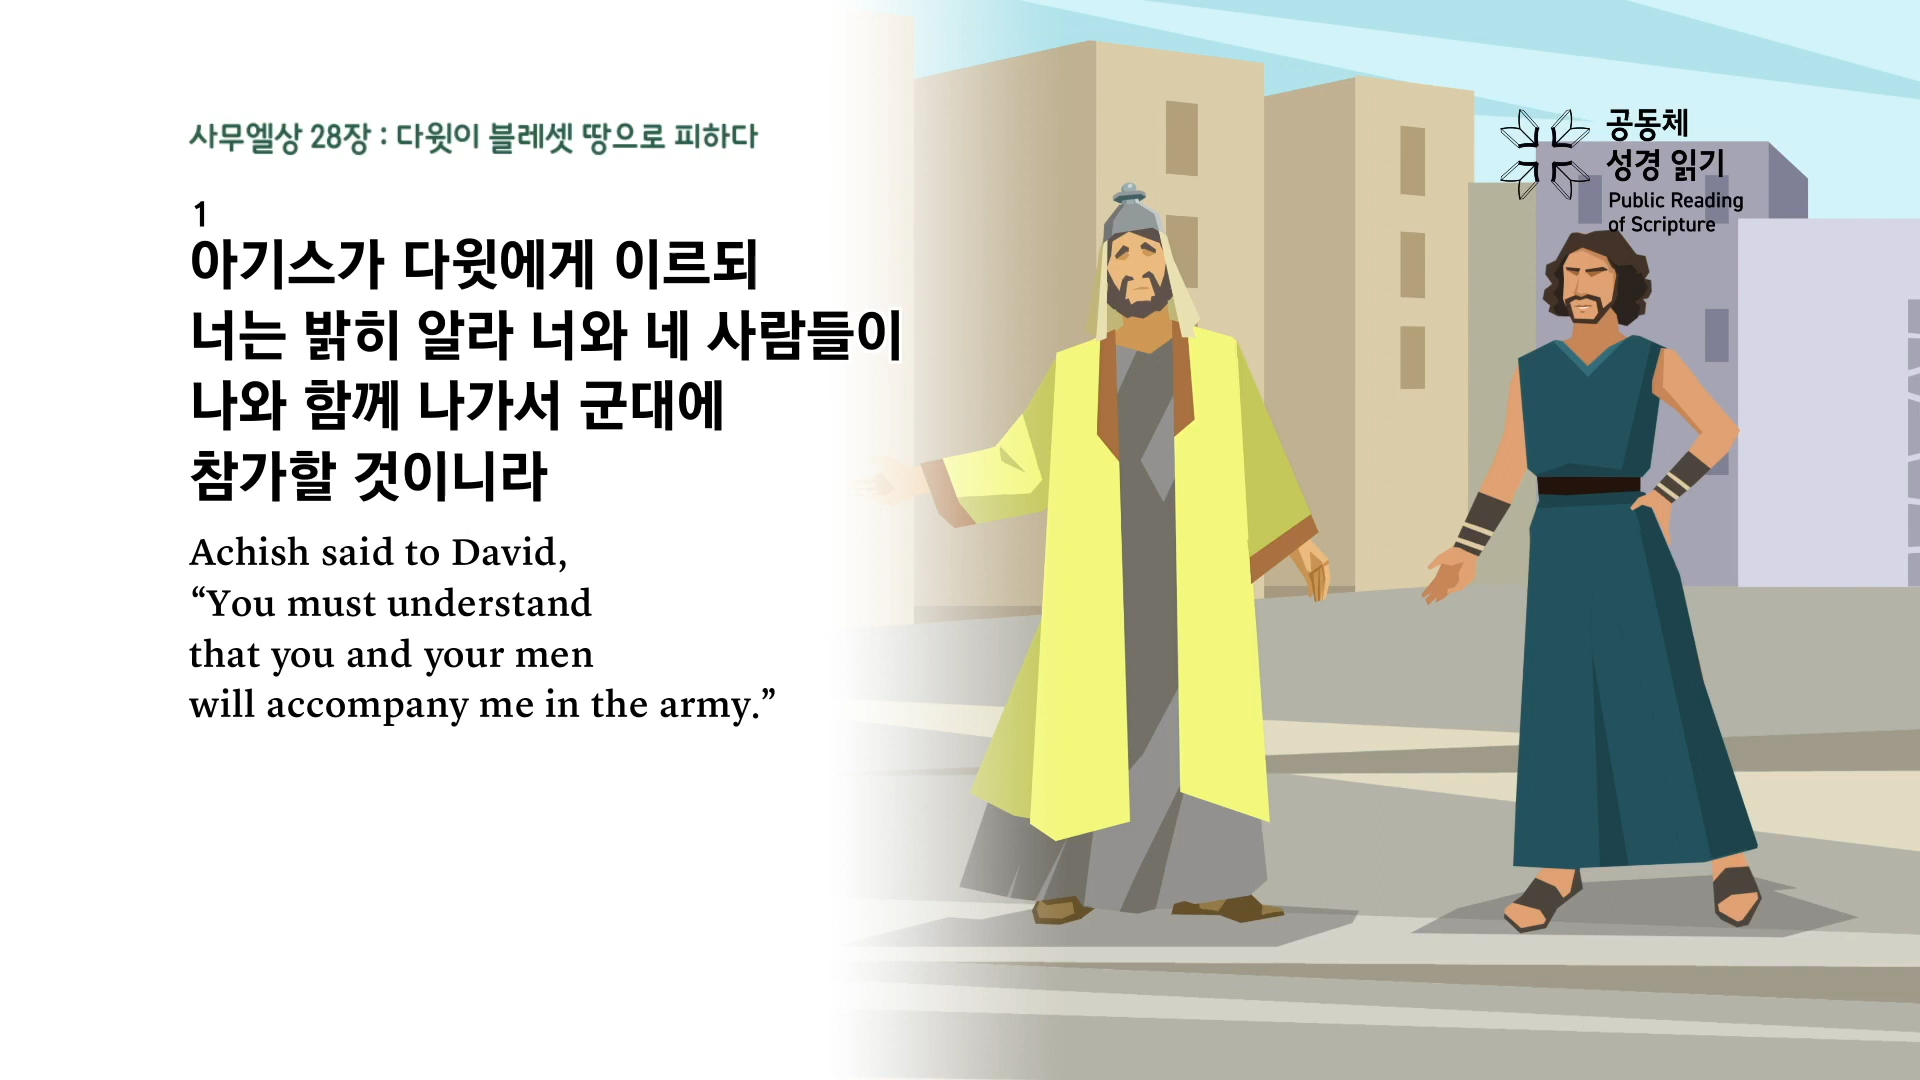 사무엘상 28장 : 다윗이 블레셋 땅으로 피하다
1
아기스가 다윗에게 이르되
너는 밝히 알라 너와 네 사람들이
나와 함께 나가서 군대에
참가할 것이니라
Achish said to David,
“You must understand
that you and your men
will accompany me in the army.”
공동체
성경 읽기
Public Reading
of Scripture